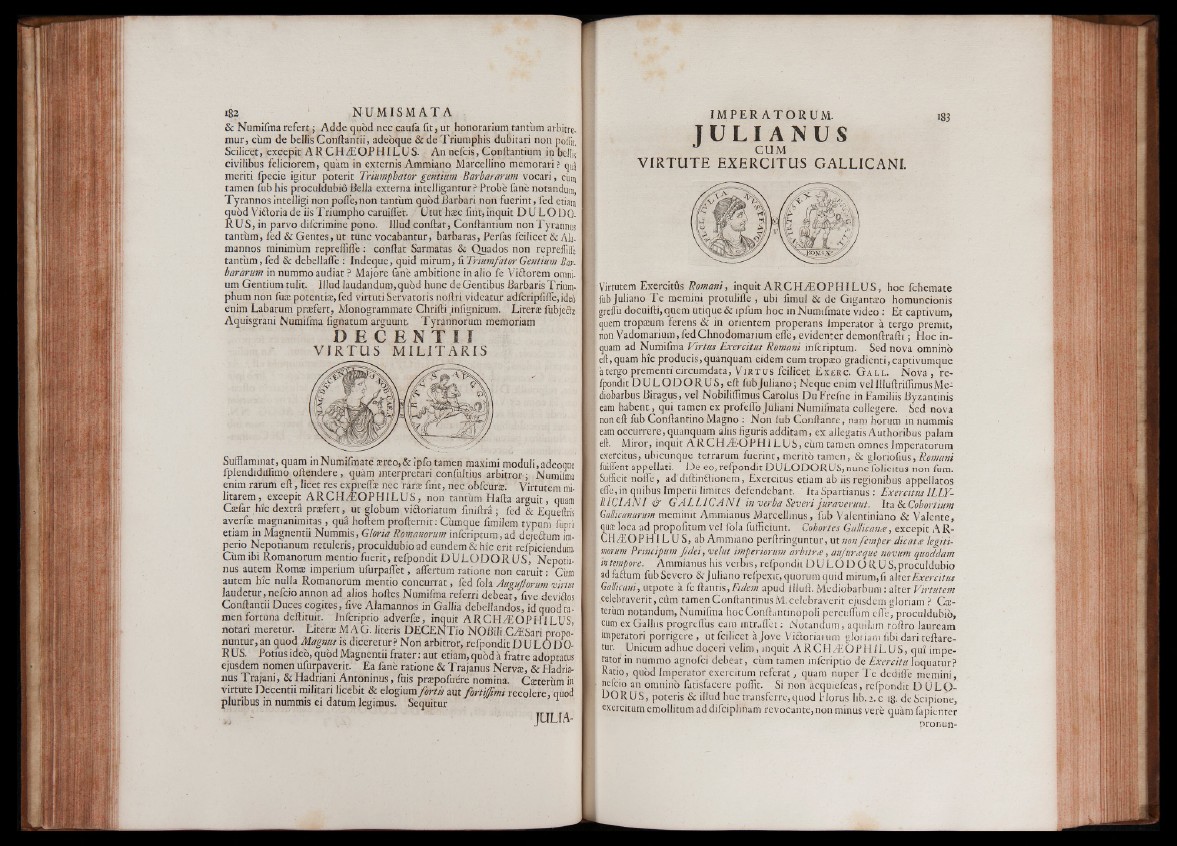 182 NUMISMATA
& Numiſma refert; Adde quòd nec cauſa ſit, ut honorarium tantùm arbitre-
mur, cùm de bellis Conſtantii, adeòque & de Triumphis dubitari non poſſit.
Scilicet, excepit ARCHÆOPHILUS. An neſcis, Conſtantium in bellis
civilibus feliciorem, quàm in externis Ammiano Marcellino memorari? quâ
meriti ſpecie igitur poterit Triumphator gentium Barbararum vocari, cùm
tamen ſub his proculdubiò Bella externa intelligantur? Probè ſanè notandum,
Tyrannos intelligi non poſſe, non tantùm quòd Barbari non fuerint, ſed etiam
quòd Victoria de iis Triumpho caruiſſet. Utut hæc ſint, inquit DULODO-
RUS, in parvo diſcrimine pono. Illud conſtat, Conſtantium non Tyrannos
tantùm, ſed & Gentes, ut tunc vocabantur, barbaras, Perſas ſcilicet & Ala-
mannos minimùm repreſſiſſe: conſtat Sarmatas & Quados non repreſſiſſe
tantùm, ſed & debellaſſe: Indeque, quid mirum, ſi Triumfator Gentium Bar-
bararum in nummo audiat? Majore ſanè ambitione in alio ſe Victorem omni-
um Gentium tulit. Illud laudandum, quòd hunc de Gentibus Barbaris Trium-
phum non ſuæ potentiæ, ſed virtuti Servatoris noſtri videatur adſcripſiſſe, ideò
enim Labarum præfert, Monogrammate Chriſti inſignitum. Literæ ſubjectæ
Aquisgrani Numiſma ſignatum arguunt. Tyrannorum memoriam
DECENTII
VIRTUS MILITARIS
Sufflammat, quam in Numiſmate æreo, & ipſo tamen maximi moduli, adeoque
ſplendidiſſimo oſtendere, quàm interpretari conſultius arbitror; Numiſma
enim rarum eſt, licet res expreſſæ nec raræ ſint, nec obſcuræ. Virtutem mi-
litarem, excepit ARCHÆOPHILUS, non tantùm Haſta arguit, quam
Cæſar hîc dextrâ præfert, ut globum victoriatum ſiniſtrâ; ſed & Equeſtris
averſæ magnanimitas, quâ hoſtem proſternit: Cùmque ſimilem typum ſupra
etiam in Magnentii Nummis, Gloria Romanorum inſcriptum, ad dejectum im-
perio Nepotianum retuleris, proculdubio ad eundem & hîc erit reſpiciendum.
Cùm ibi Romanorum mentio fuerit, reſpondit DULODORUS, Nepotia-
nus autem Romæ imperium uſurpaſſet, aſſertum ratione non caruit: Cùm
autem hîc nulla Romanorum mentio concurrat, ſed ſola Auguſtorum virtus
laudetur, neſcio annon ad alios hoſtes Numiſma referri debeat, ſive devictos
Conſtantii Duces cogites, ſive Alamannos in Gallia debellandos, id quod ta-
men fortuna deſtituit. Inſcriptio adverſæ, inquit ARCHÆOPHILUS,
notari meretur. Literæ MAG. literis DECENTio NOBili CÆSari propo-
nuntur, an quod Magnus is diceretur? Non arbitror, reſpondit DULODO-
RUS. Potius ideò, quòd Magnentii frater: aut etiam, quòd à fratre adoptatus
ejusdem nomen uſurpaverit. Ea ſanè ratione & Trajanus Nervæ, & Hadria-
nus Trajani, & Hadriani Antoninus, ſuis præpoſuêre nomina. Cæterùm in
virtute Decentii militari licebit & elogium fortis aut fortiſſimi recolere, quod
pluribus in nummis ei datum legimus. Sequitur
JULIA-
IMPERATORUM. 183
JULIANUS
CUM
VIRTUTE EXERCITUS GALLICANI.
Virtutem Exercitûs Romani, inquit ARCHÆOPHILUS, hoc ſchemate
ſub Juliano Te memini protuliſſe, ubi ſimul & de Gigantæo homuncionis
greſſu docuiſti, quem utique & ipſum hoc in Numiſmate video: Et captivum,
quem tropæum ferens & in orientem properans Imperator à tergo premit,
non Vadomarium, ſed Chnodomarium eſſe, evidenter demonſtraſti; Hoc in-
quam ad Numiſma Virtus Exercitus Romani inſcriptum. Sed nova omninò
eſt, quam hîc producis, quanquam eidem cum tropæo gradienti, captivumque
à tergo prementi circumdata, VIRTUS ſcilicet EXERC. GALL. Nova, re-
ſpondit DULODORUS, eſt ſub Juliano; Neque enim vel Illuſtriſſimus Me-
diobarbus Biragus, vel Nobiliſſimus Carolus Du Freſne in Familiis Byzantinis
eam habent, qui tamen ex profeſſo Juliani Numiſmata collegere. Sed nova
non eſt ſub Conſtantino Magno: Non ſub Conſtante, nam horum in nummis
eam occurrere, quanquam aliis figuris additam, ex allegatis Authoribus palam
eſt. Miror, inquit ARCHÆOPHILUS, cùm tamen omnes Imperatorum
exercitus, ubicunque terrarum fuerint, meritò tamen, & glorioſius, Romani
fuiſſent appellati. De eo, reſpondit DULODORUS, nunc ſolicitus non ſum.
Sufficit noſſe, ad diſtinctionem, Exercitus etiam ab iis regionibus appellatos
eſſe, in quibus Imperii limites defendebant. Ita Spartianus: Exercitus ILLY-
RICIANI & GALLICANI in verba Severi juraverunt. Ita & Cohortium
Gallicanarum meminit Ammianus Marcellinus, ſub Valentiniano & Valente,
quæ loca ad propoſitum vel ſola ſufficiunt. Cohortes Gallicanæ, excepit AR-
CHÆOPHILUS, ab Ammiano perſtringuntur, ut non ſemper dicatæ legiti-
morum Principum fidei, velut imperiorum arbitræ, auſuræque novum quoddam
in tempore. Ammianus his verbis, reſpondit DULODORUS, proculdubio
ad factum ſub Severo & Juliano reſpexit, quorum quid mirum, ſi alter Exercitus
Gallicani, utpote à ſe ſtantis, Fidem apud Illuſt. Mediobarbum: alter Virtutem
celebraverit, cùm tamen Conſtantinus M. celebraverit ejusdem gloriam? Cæ-
terùm notandum, Numiſma hoc Conſtantinopoli percuſſum eſſe, proculdubiò,
cum ex Gallis progreſſus eam intraſſet: Notandum, aquilam roſtro lauream
imperatori porrigere, ut ſcilicet à Jove Victoriarum gloriam ſibi dari teſtare-
tur. Unicum adhuc doceri velim, inquit ARCHÆOPHILUS, quî impe-
rator in nummo agnoſci debeat, cùm tamen inſcriptio de Exercitu loquatur?
Ratio, quòd Imperator exercitum referat, quam nuper Te dediſſe memini,
neſcio an omninò ſatisfacere poſſit. Si non acquieſcas, reſpondit DULO-
DORUS, poteris & illud huc transferre, quod Florus lib. 2. c. 18. de Scipione,
exercitum emollitum ad diſciplinam revocante, non minus verè quàm ſapienter
pronun-